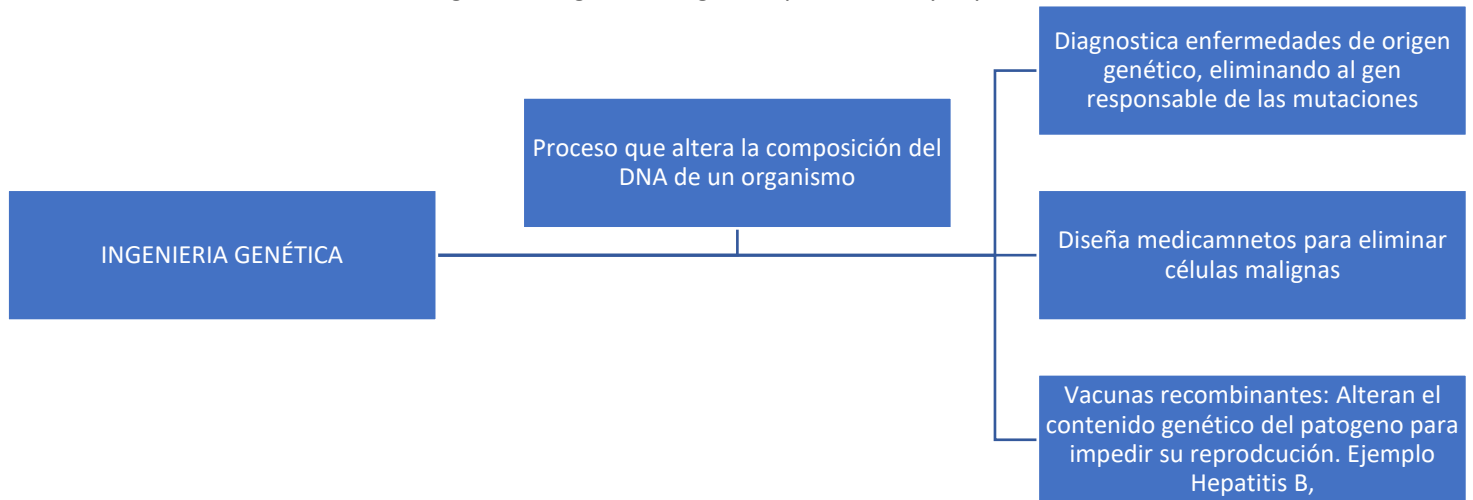 Diagnostica enfermedades de origen
genético, eliminando al gen
responsable de las mutaciones
Proceso que altera la composición del
DNA de un organismo
INGENIERIA GENÉTICA
Diseña medicamnetos para eliminar
células malignas
Vacunas recombinantes: Alteran el
contenido genético del patogeno para
impedir su reprodcución. Ejemplo
Hepatitis B,